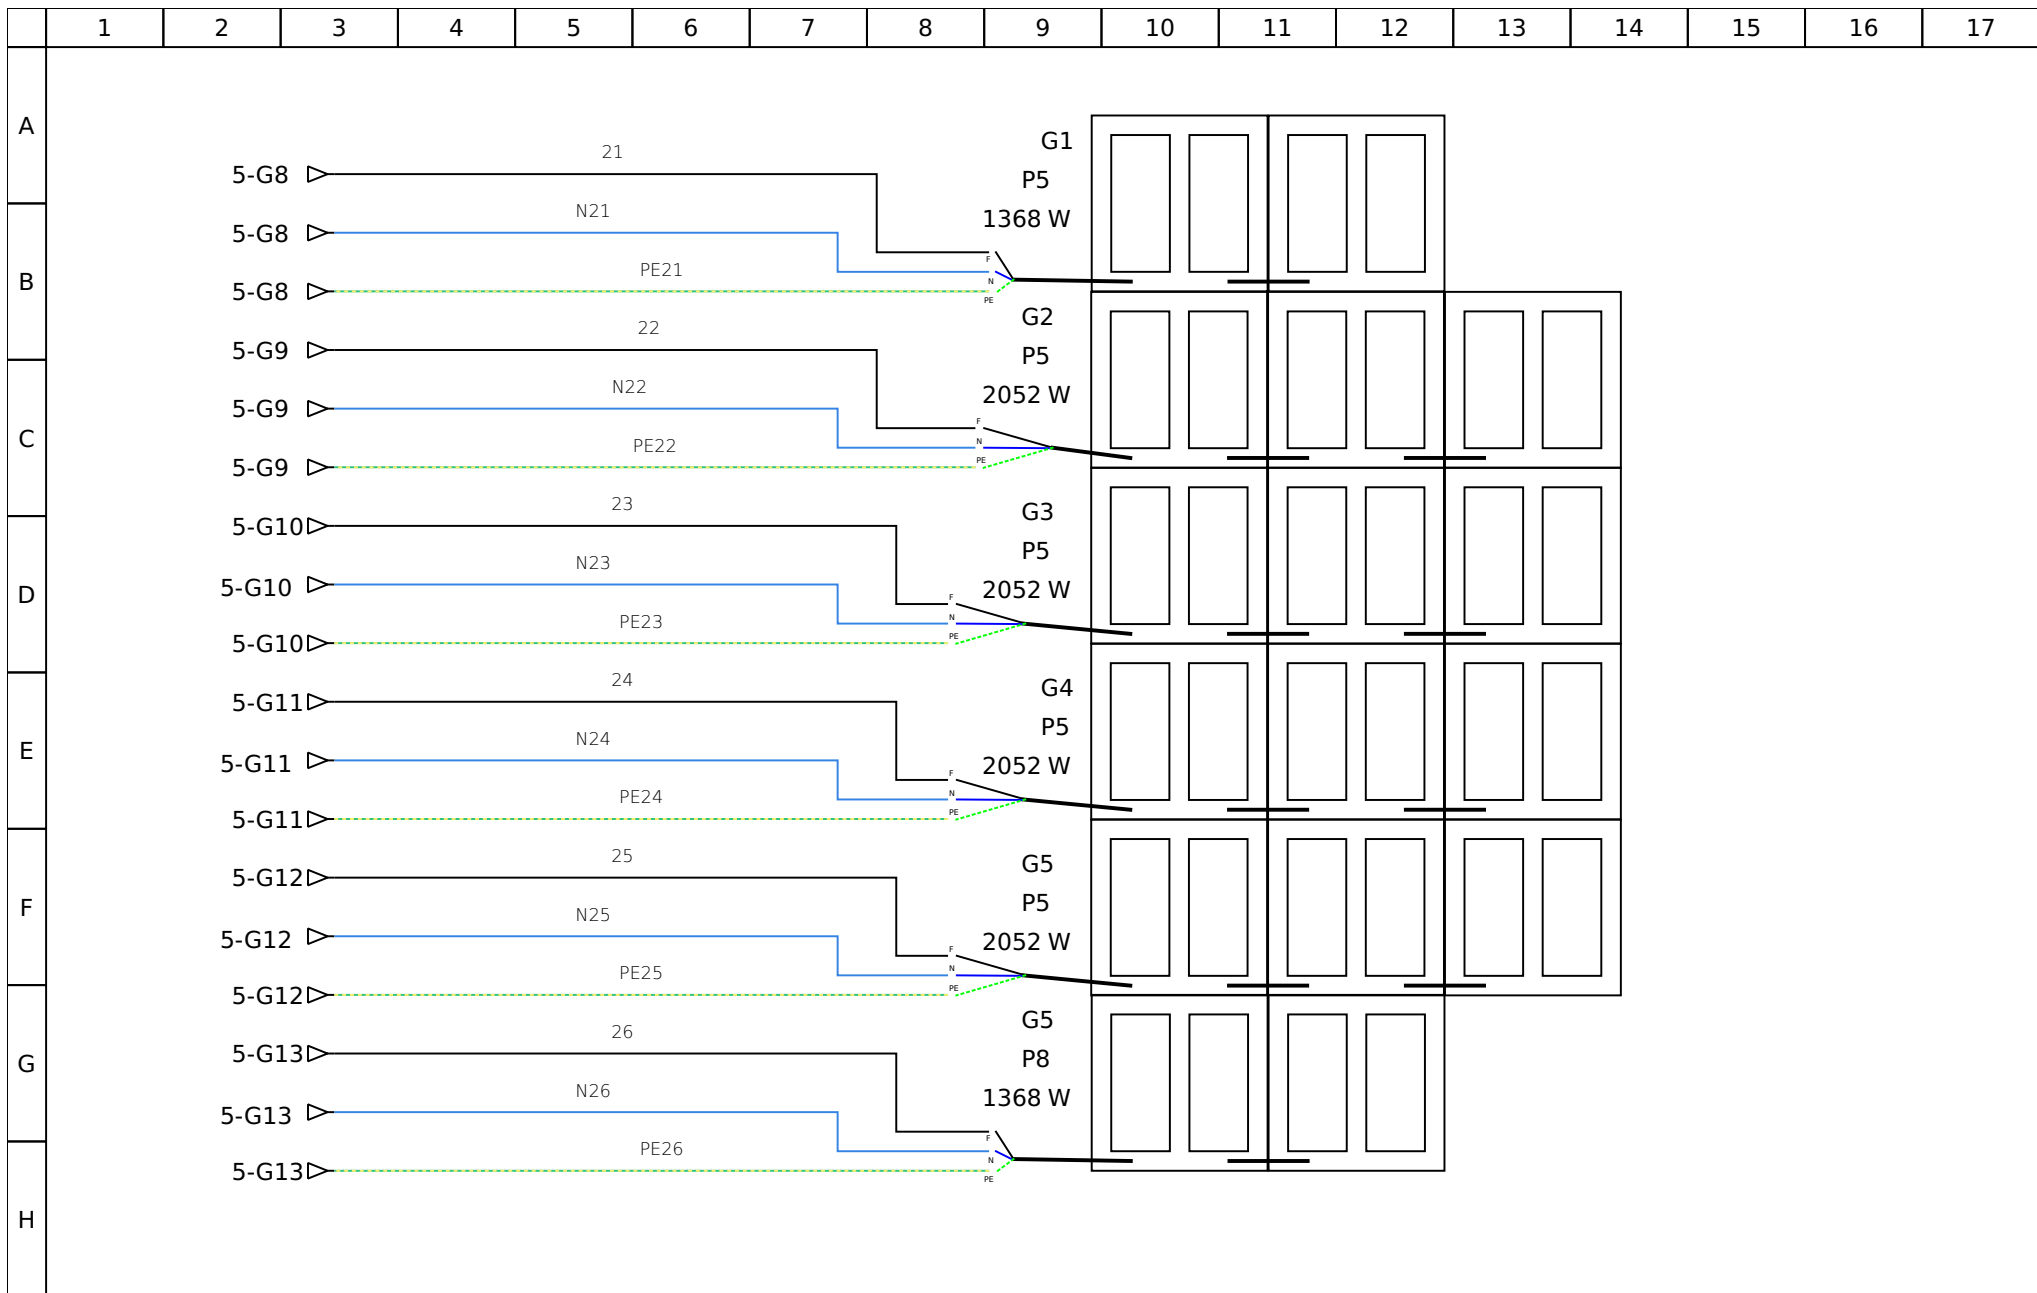 1 2 3 4 5 6 7 8 9 10 11 12 13 14 15 16 17
A
G1
21
5-G8
P5
B
N21
1368 W
5-G8
F
PE21
N
5-G8
PE
G2
22
5-G9
P5
C
N22
2052 W
5-G9
F
N
PE22
PE
5-G9
23
G3
5-G10
P5
D
N23
2052 W
5-G10
F
N
PE23
PE
5-G10
24
G4
5-G11
P5
E
N24
2052 W
5-G11
F
N
PE24
PE
5-G11
25
G5
5-G12
P5
F
N25
2052 W
5-G12
F
N
PE25
PE
5-G12
G5
26
5-G13
P8
G
N26
1368 W
5-G13
F
PE26
N
5-G13
PE
H